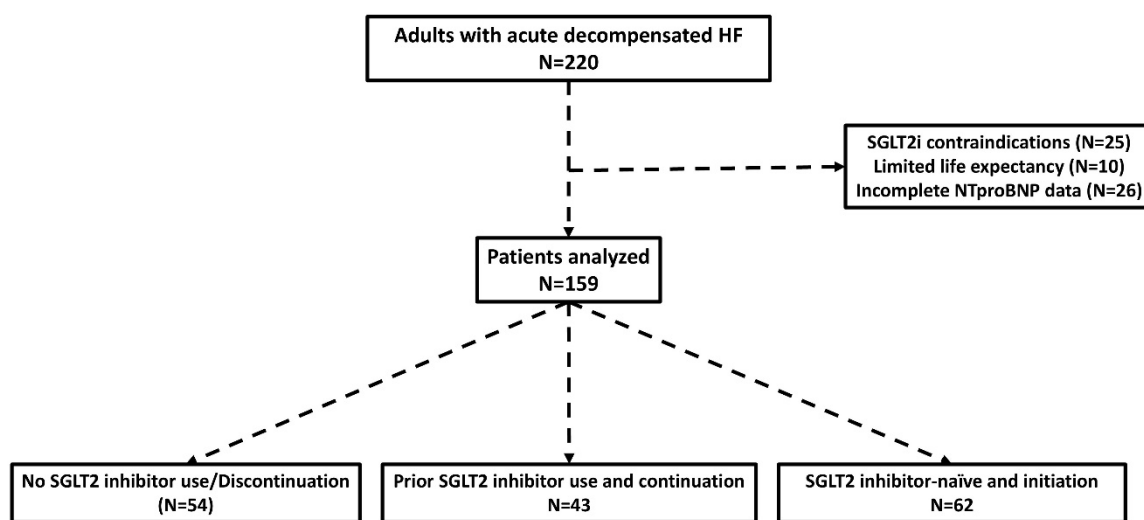 Adults with acute decompensated HF
N=220
SGLT2i contraindications (N=25)
Limited life expectancy (N=10)
Incomplete NTproBNP data (N=26)
Patients analyzed
N=159
No SGLT2 inhibitor use/Discontinuation
(N=54)
Prior SGLT2 inhibitor use and continuation
N=43
SGLT2 inhibitor-naïve and initiation
N=62